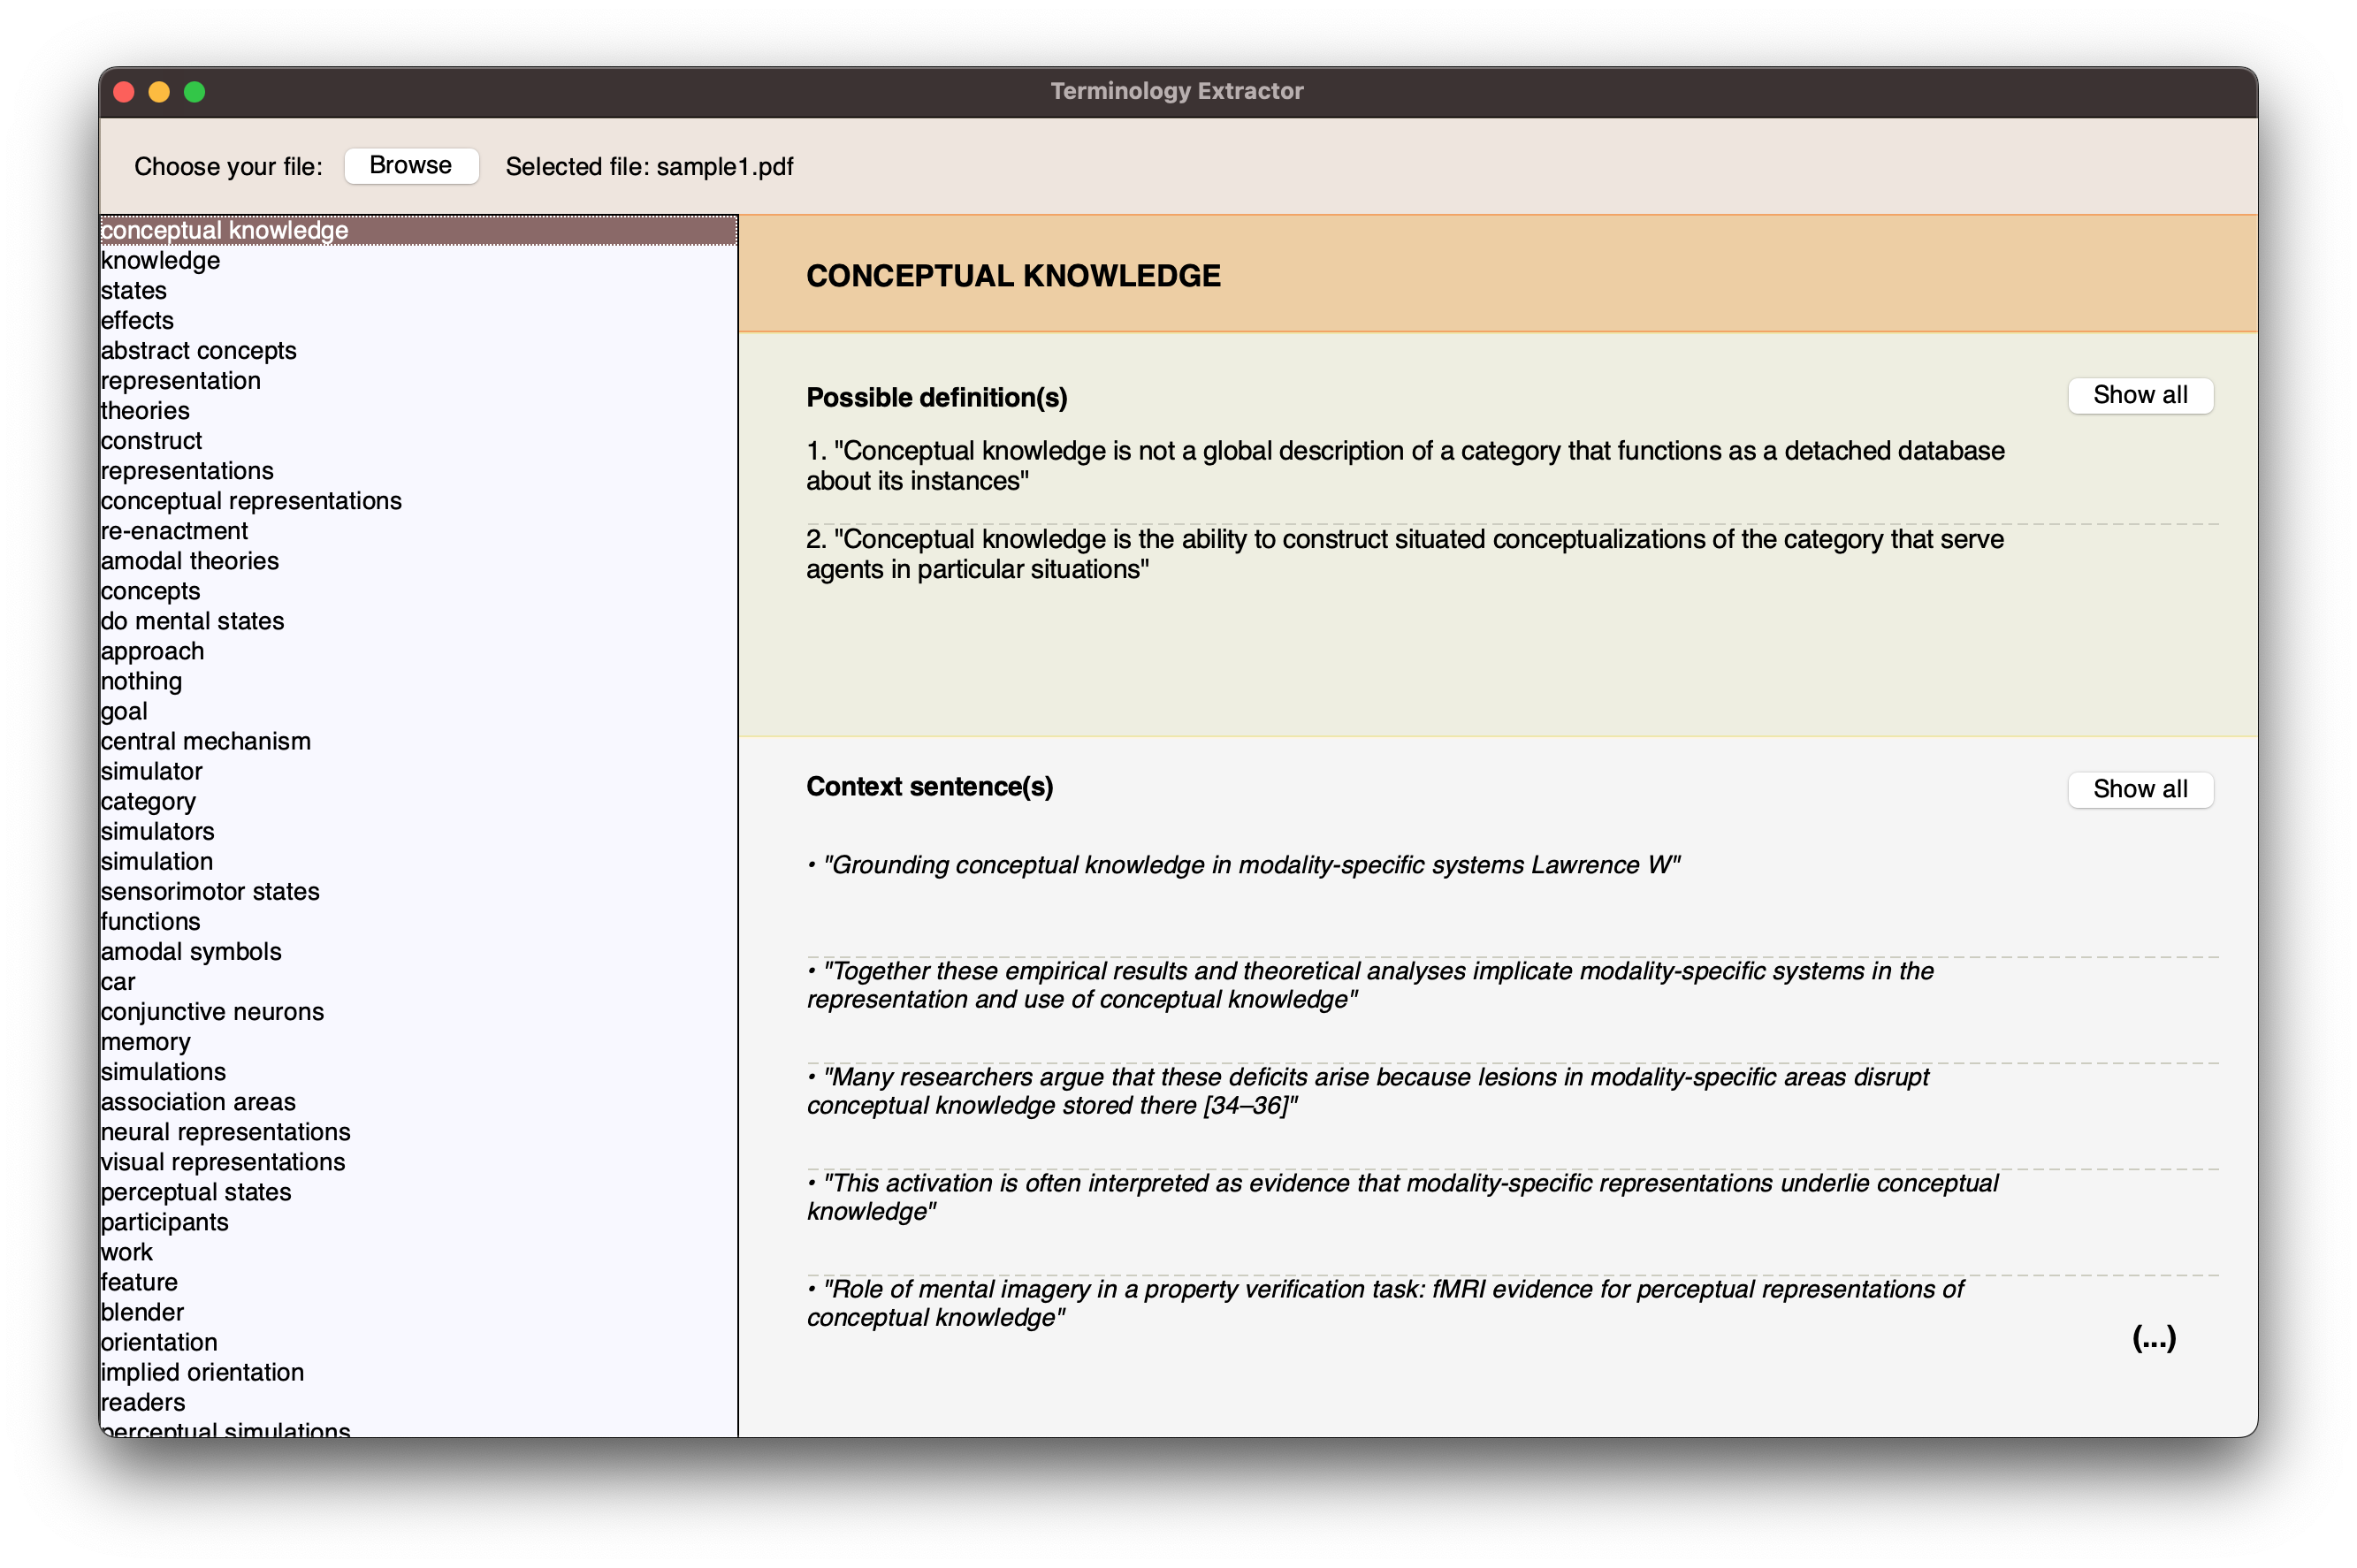 Terminology Extractor
Choose your file:
Browse
Selected file: sample1.pdf
conceptual knowledge
knowledge
states
effects
abstract concepts
representation
theories
construct
representations
conceptual representations
re-enactment
amodal theories
concepts
do mental states
approach
nothing
goal
central mechanism
simulator
category
simulators
simulation
sensorimotor states
functions
amodal symbols
car
conjunctive neurons
memory
simulations
association areas
neural representations
visual representations
perceptual states
participants
work
feature
blender
orientation
implied orientation
readers
perceptual simulations
CONCEPTUAL KNOWLEDGE
Possible definition(s)
Show all
1. "Conceptual knowledge is not a global description of a category that functions as a detached database
about its instances"
2. "Conceptual knowledge is the ability to construct situated conceptualizations of the category that serve
agents in particular situations"
Context sentence(s)
Show all
• "Grounding conceptual knowledge in modality-specific systems Lawrence W"
• "Together these empirical results and theoretical analyses implicate modality-specific systems in the
representation and use of conceptual knowledge"
• "Many researchers argue that these deficits arise because lesions in modality-specific areas disrupt
conceptual knowledge stored there [34–36]"
• "This activation is often interpreted as evidence that modality-specific representations underlie conceptual
knowledge"
• "Role of mental imagery in a property verification task: fMRI evidence for perceptual representations of
conceptual knowledge"
(...)